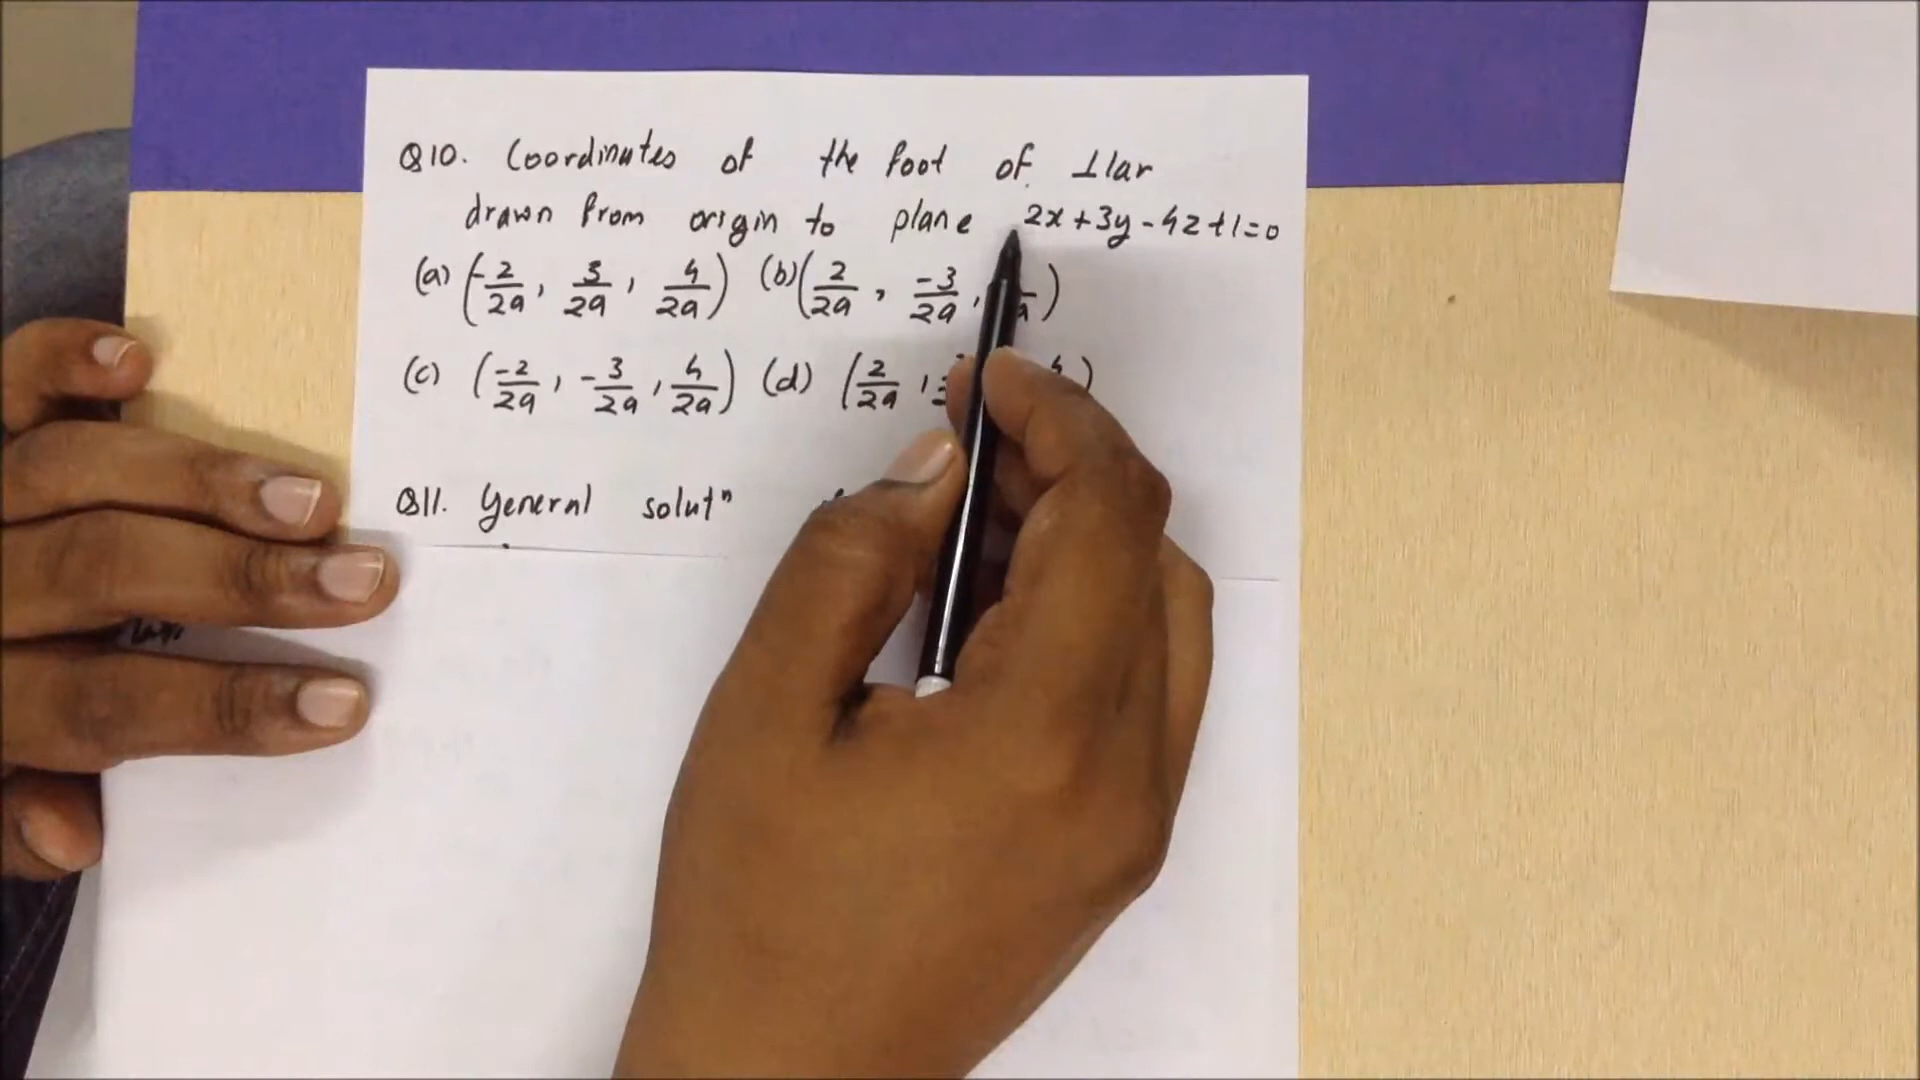 Q10. Coordinates of the foot of ⊥lar
drawn from origin to plane 2x+3y-4z+1=0
(a) (-2/29, 3/29, 4/29) (b) (2/29, -3/29,
(c) (-2/29, -3/29, 4/29) (d) (2/29,
Q11. General solutⁿ